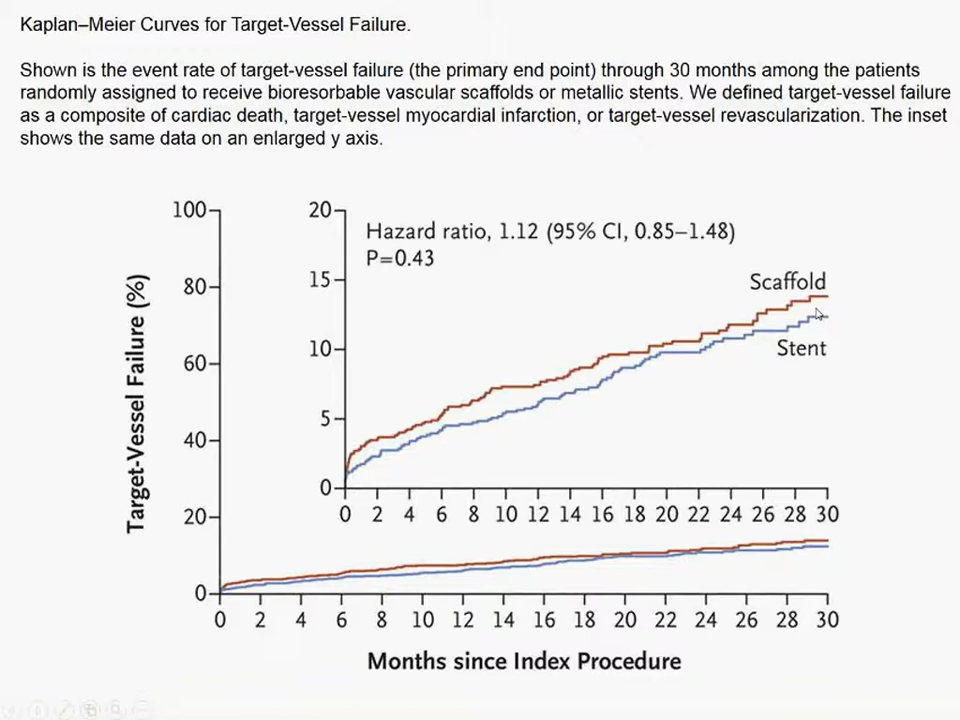 Kaplan–Meier Curves for Target-Vessel Failure.
Shown is the event rate of target-vessel failure (the primary end point) through 30 months among the patients
randomly assigned to receive bioresorbable vascular scaffolds or metallic stents. We defined target-vessel failure
as a composite of cardiac death, target-vessel myocardial infarction, or target-vessel revascularization. The inset
shows the same data on an enlarged y axis.
Target-Vessel Failure (%)
100
80
60
40
20
0
20
15
10
5
0
Hazard ratio, 1.12 (95% CI, 0.85–1.48)
P=0.43
Scaffold
Stent
0 2 4 6 8 10 12 14 16 18 20 22 24 26 28 30
0 2 4 6 8 10 12 14 16 18 20 22 24 26 28 30
Months since Index Procedure